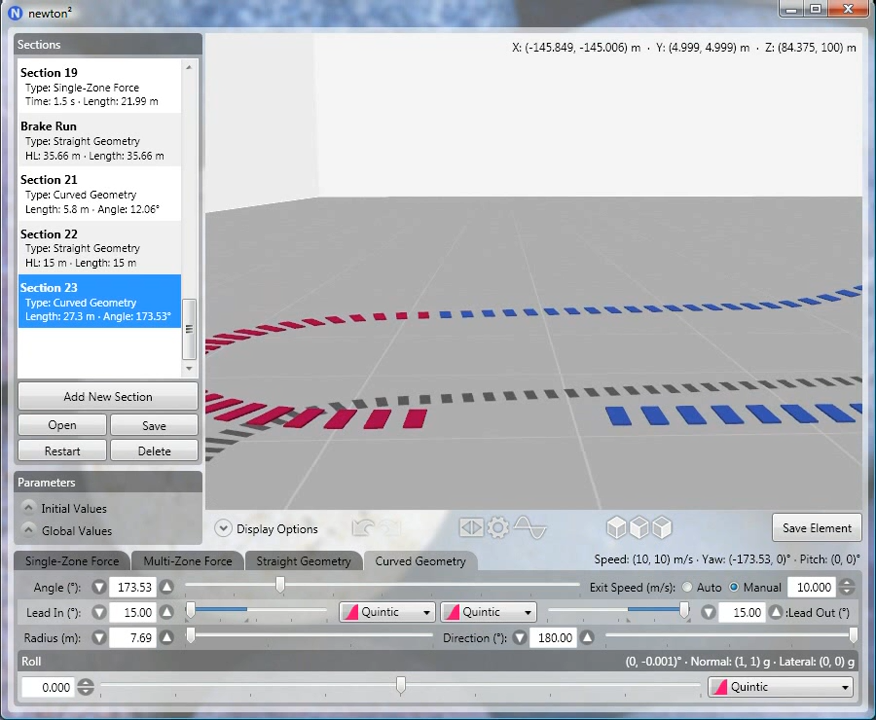 newton²
Sections
X: (-145.849, -145.006) m · Y: (4.999, 4.999) m · Z: (84.375, 100) m
Section 19
Type: Single-Zone Force
Time: 1.5 s · Length: 21.99 m
Brake Run
Type: Straight Geometry
HL: 35.66 m · Length: 35.66 m
Section 21
Type: Curved Geometry
Length: 5.8 m · Angle: 12.06°
Section 22
Type: Straight Geometry
HL: 15 m · Length: 15 m
Section 23
Type: Curved Geometry
Length: 27.3 m · Angle: 173.53°
Add New Section
Open Save
Restart Delete
Parameters
Initial Values
Global Values
Display Options
Save Element
Single-Zone Force Multi-Zone Force Straight Geometry Curved Geometry Speed: (10, 10) m/s · Yaw: (-173.53, 0)° · Pitch: (0, 0)°
Angle (°): 173.53 Exit Speed (m/s): Auto Manual 10.000
Lead In (°): 15.00 Quintic Quintic 15.00 :Lead Out (°)
Radius (m): 7.69 Direction (°): 180.00
Roll (0, -0.001)° · Normal: (1, 1) g · Lateral: (0, 0) g
0.000 Quintic